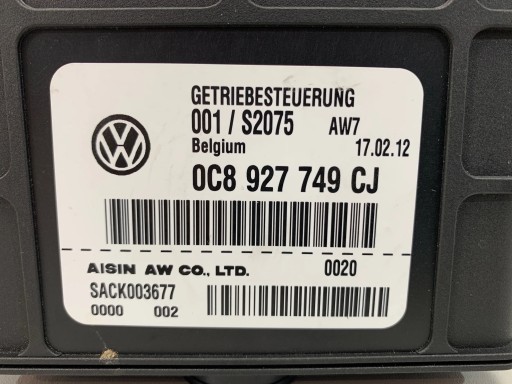 GETRIEBESTEUERUNG
001 / S2075 AW7
Belgium 17.02.12
0C8 927 749 CJ
AISIN AW CO., LTD. 0020
SACK003677
0000 002